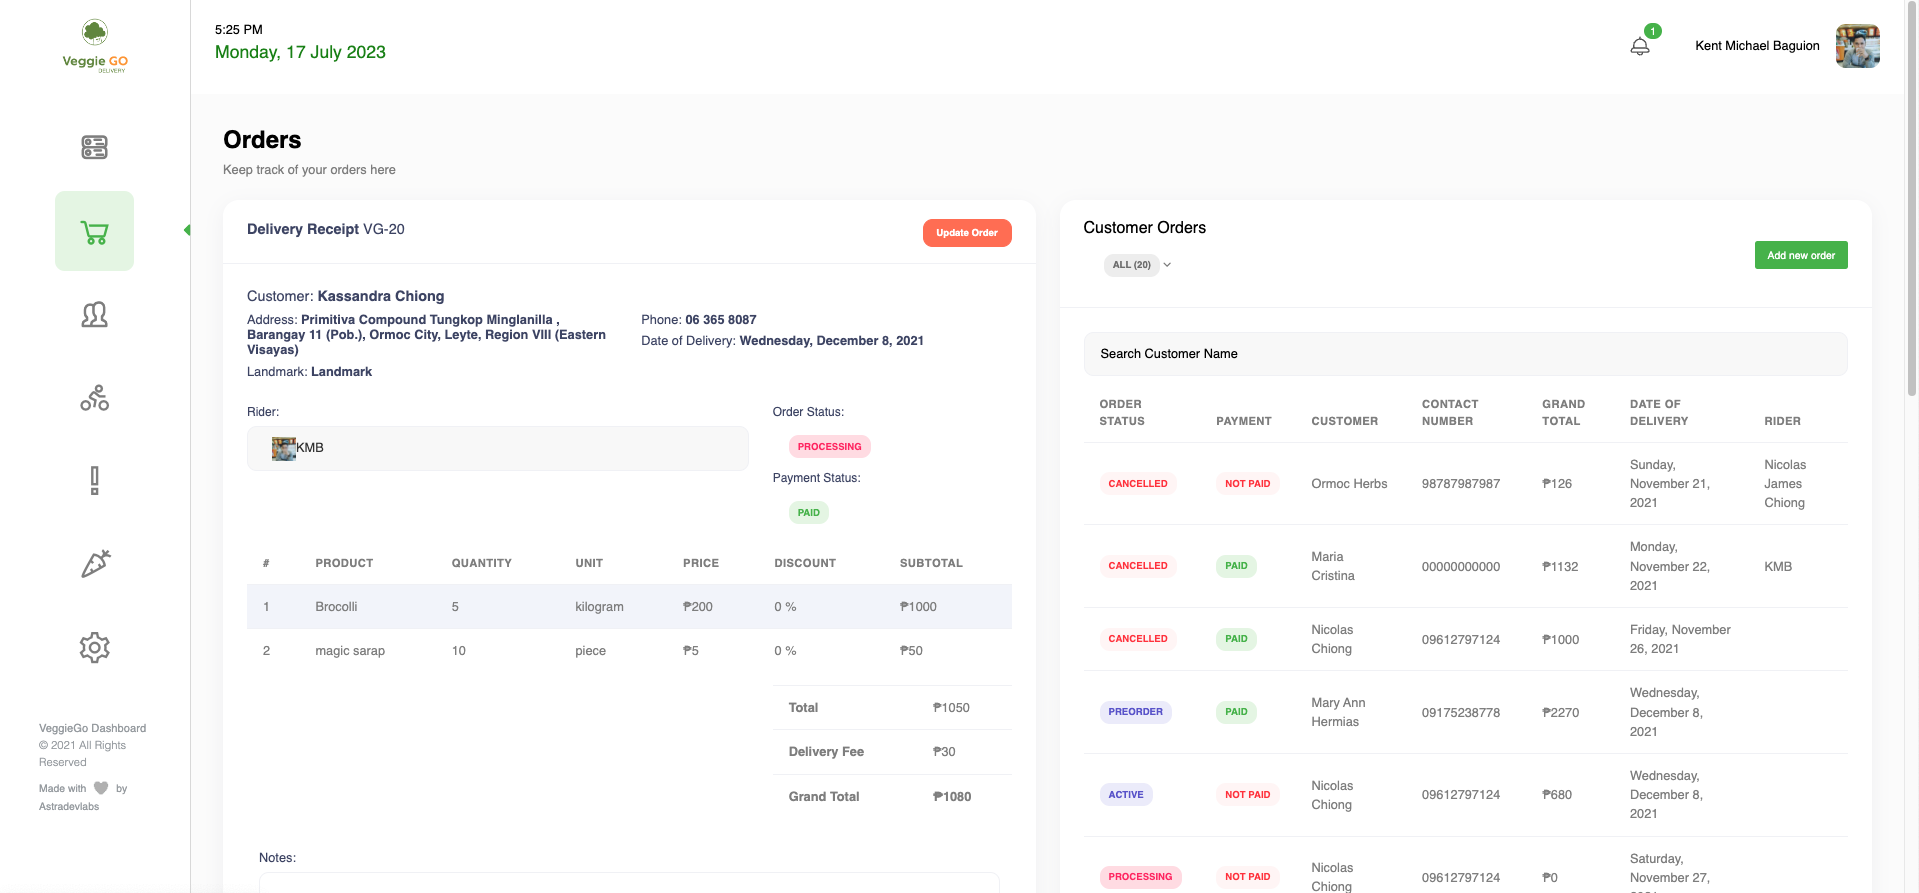 Veggie GO
DELIVERY
5:25 PM
Monday, 17 July 2023
1
Kent Michael Baguion
Orders
Keep track of your orders here
Delivery Receipt VG-20
Update Order
Customer: Kassandra Chiong
Address: Primitiva Compound Tungkop Minglanilla ,
Barangay 11 (Pob.), Ormoc City, Leyte, Region VIII (Eastern
Visayas)
Landmark: Landmark
Phone: 06 365 8087
Date of Delivery: Wednesday, December 8, 2021
Rider:
KMB
Order Status:
PROCESSING
Payment Status:
PAID
# PRODUCT QUANTITY UNIT PRICE DISCOUNT SUBTOTAL
1 Brocolli 5 kilogram ₱200 0 % ₱1000
2 magic sarap 10 piece ₱5 0 % ₱50
Total ₱1050
Delivery Fee ₱30
Grand Total ₱1080
Notes:
Customer Orders
ALL (20)
Add new order
Search Customer Name
ORDER
STATUS
PAYMENT
CUSTOMER
CONTACT
NUMBER
GRAND
TOTAL
DATE OF
DELIVERY
RIDER
CANCELLED
NOT PAID
Ormoc Herbs
98787987987
₱126
Sunday,
November 21,
2021
Nicolas
James
Chiong
CANCELLED
PAID
Maria
Cristina
00000000000
₱1132
Monday,
November 22,
2021
KMB
CANCELLED
PAID
Nicolas
Chiong
09612797124
₱1000
Friday, November
26, 2021
PREORDER
PAID
Mary Ann
Hermias
09175238778
₱2270
Wednesday,
December 8,
2021
ACTIVE
NOT PAID
Nicolas
Chiong
09612797124
₱680
Wednesday,
December 8,
2021
PROCESSING
NOT PAID
Nicolas
Chiong
09612797124
₱0
Saturday,
November 27,
VeggieGo Dashboard
© 2021 All Rights
Reserved
Made with by
Astradevlabs